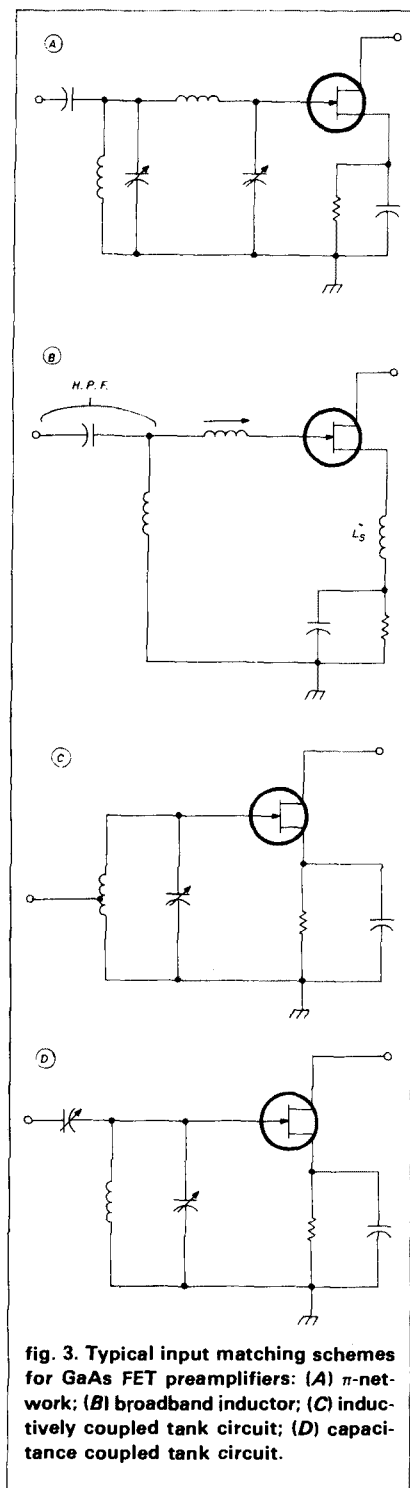 A
B
H.P.F.
LS
C
D
fig. 3. Typical input matching schemes
for GaAs FET preamplifiers: (A) π-net-
work; (B) broadband inductor; (C) induc-
tively coupled tank circuit; (D) capaci-
tance coupled tank circuit.